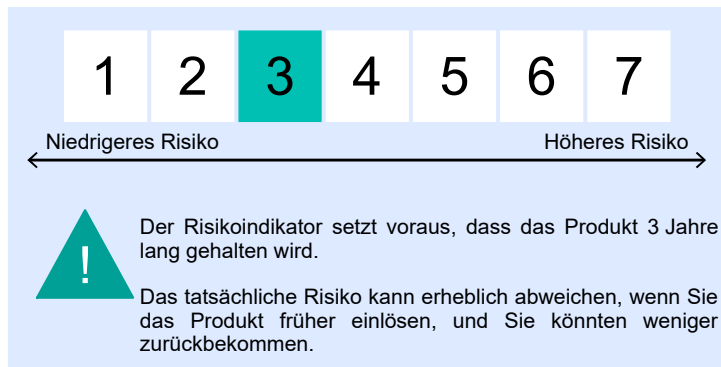 1 2 3 4 5 6 7
Niedrigeres Risiko Höheres Risiko
!
Der Risikoindikator setzt voraus, dass das Produkt 3 Jahre
lang gehalten wird.
Das tatsächliche Risiko kann erheblich abweichen, wenn Sie
das Produkt früher einlösen, und Sie könnten weniger
zurückbekommen.